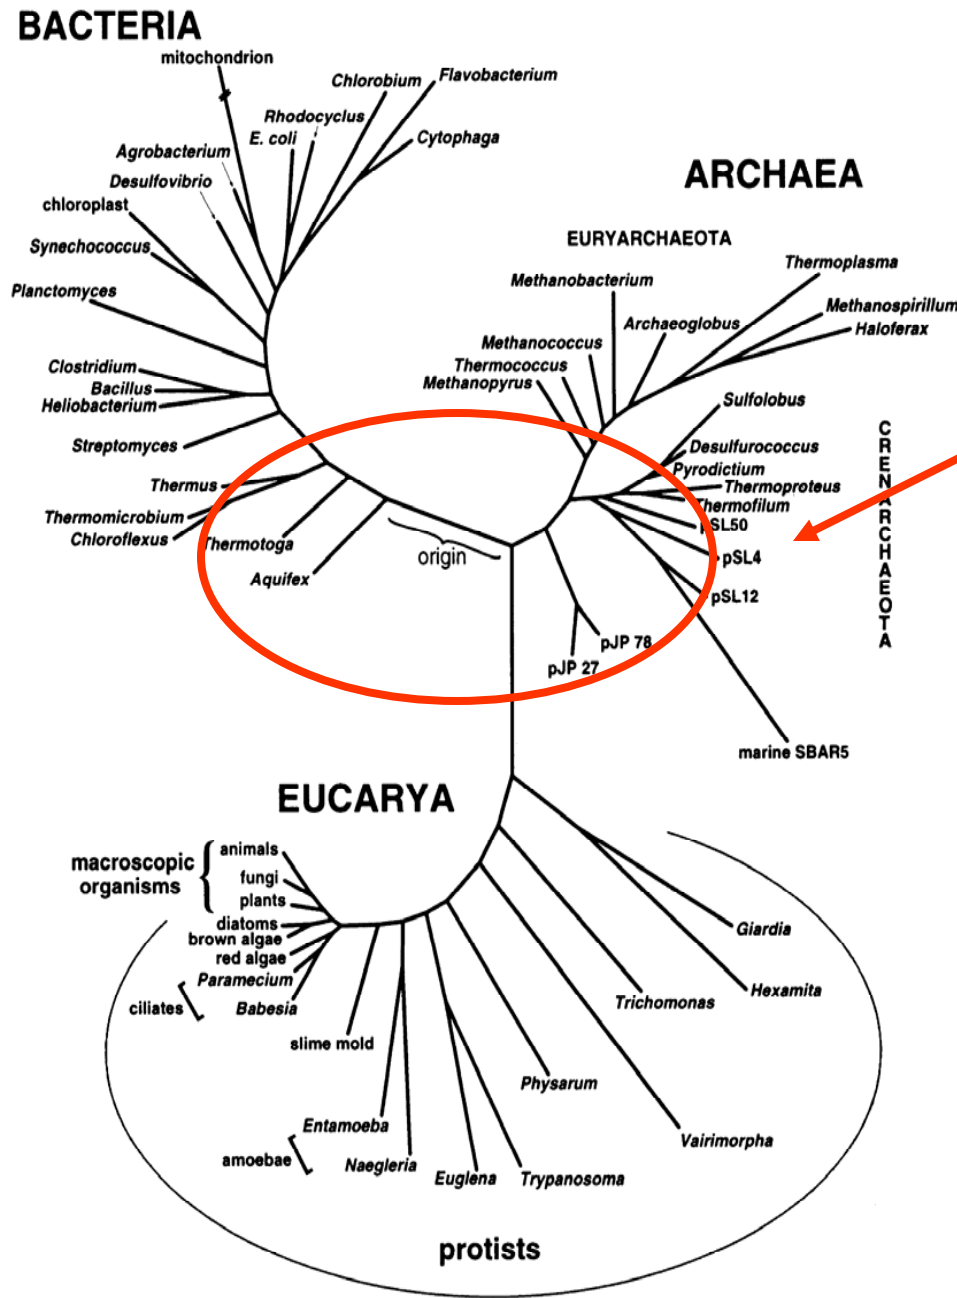 BACTERIA
mitochondrion
Chlorobium
Flavobacterium
Rhodocyclus
E. coli
Cytophaga
Agrobacterium
Desulfovibrio
chloroplast
Synechococcus
Planctomyces
Clostridium
Bacillus
Heliobacterium
Streptomyces
Thermus
Thermomicrobium
Chloroflexus
Thermotoga
Aquifex
origin
ARCHAEA
EURYARCHAEOTA
Methanobacterium
Thermoplasma
Archaeoglobus
Methanospirillum
Haloferax
Methanococcus
Thermococcus
Methanopyrus
Sulfolobus
Desulfurococcus
Pyrodictium
Thermoproteus
Thermofilum
pSL50
pSL4
pSL12
pJP 78
pJP 27
marine SBAR5
CRENARCHAEOTA
EUCARYA
macroscopic
organisms
animals
fungi
plants
diatoms
brown algae
red algae
Paramecium
ciliates
Babesia
slime mold
Entamoeba
amoebae
Naegleria
Euglena
Trypanosoma
Physarum
Vairimorpha
Trichomonas
Hexamita
Giardia
protists